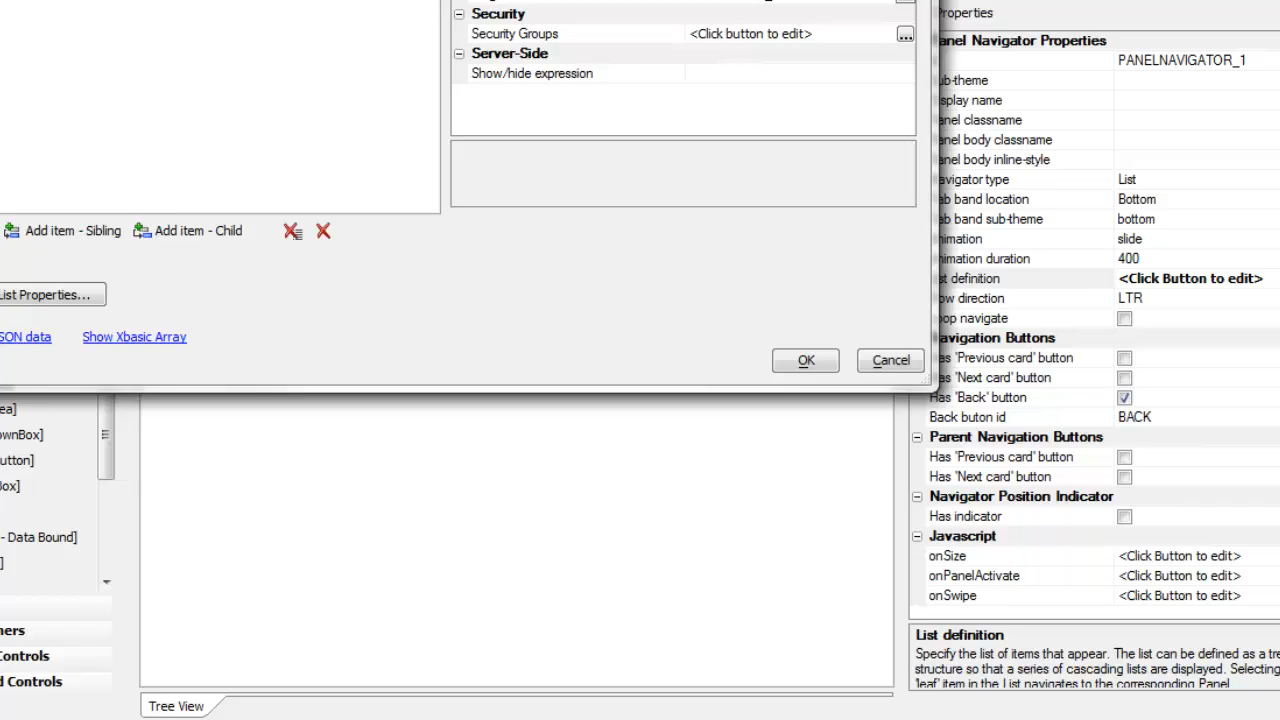 Security
Security Groups <Click button to edit> ...
Server-Side
Show/hide expression
Add item - Sibling Add item - Child
List Properties...
SON data Show Xbasic Array
OK Cancel
ea]
ownBox]
utton]
Box]
- Data Bound]
]
ners
Controls
d Controls
Tree View
Properties
anel Navigator Properties
PANELNAVIGATOR_1
ub-theme
isplay name
anel classname
anel body classname
anel body inline-style
avigator type List
ab band location Bottom
ab band sub-theme bottom
nimation slide
nimation duration 400
st definition <Click Button to edit>
ow direction LTR
oop navigate
avigation Buttons
as 'Previous card' button
as 'Next card' button
as 'Back' button
Back buton id BACK
Parent Navigation Buttons
Has 'Previous card' button
Has 'Next card' button
Navigator Position Indicator
Has indicator
Javascript
onSize <Click Button to edit>
onPanelActivate <Click Button to edit>
onSwipe <Click Button to edit>
List definition
Specify the list of items that appear. The list can be defined as a tre
structure so that a series of cascading lists are displayed. Selecting
'leaf' item in the List navigates to the corresponding Panel